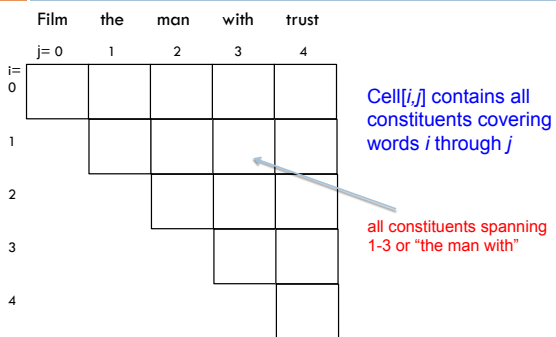 Film the man with trust
j= 0 1 2 3 4
i=
0
1
2
3
4
Cell[i,j] contains all
constituents covering
words i through j
all constituents spanning
1-3 or “the man with”